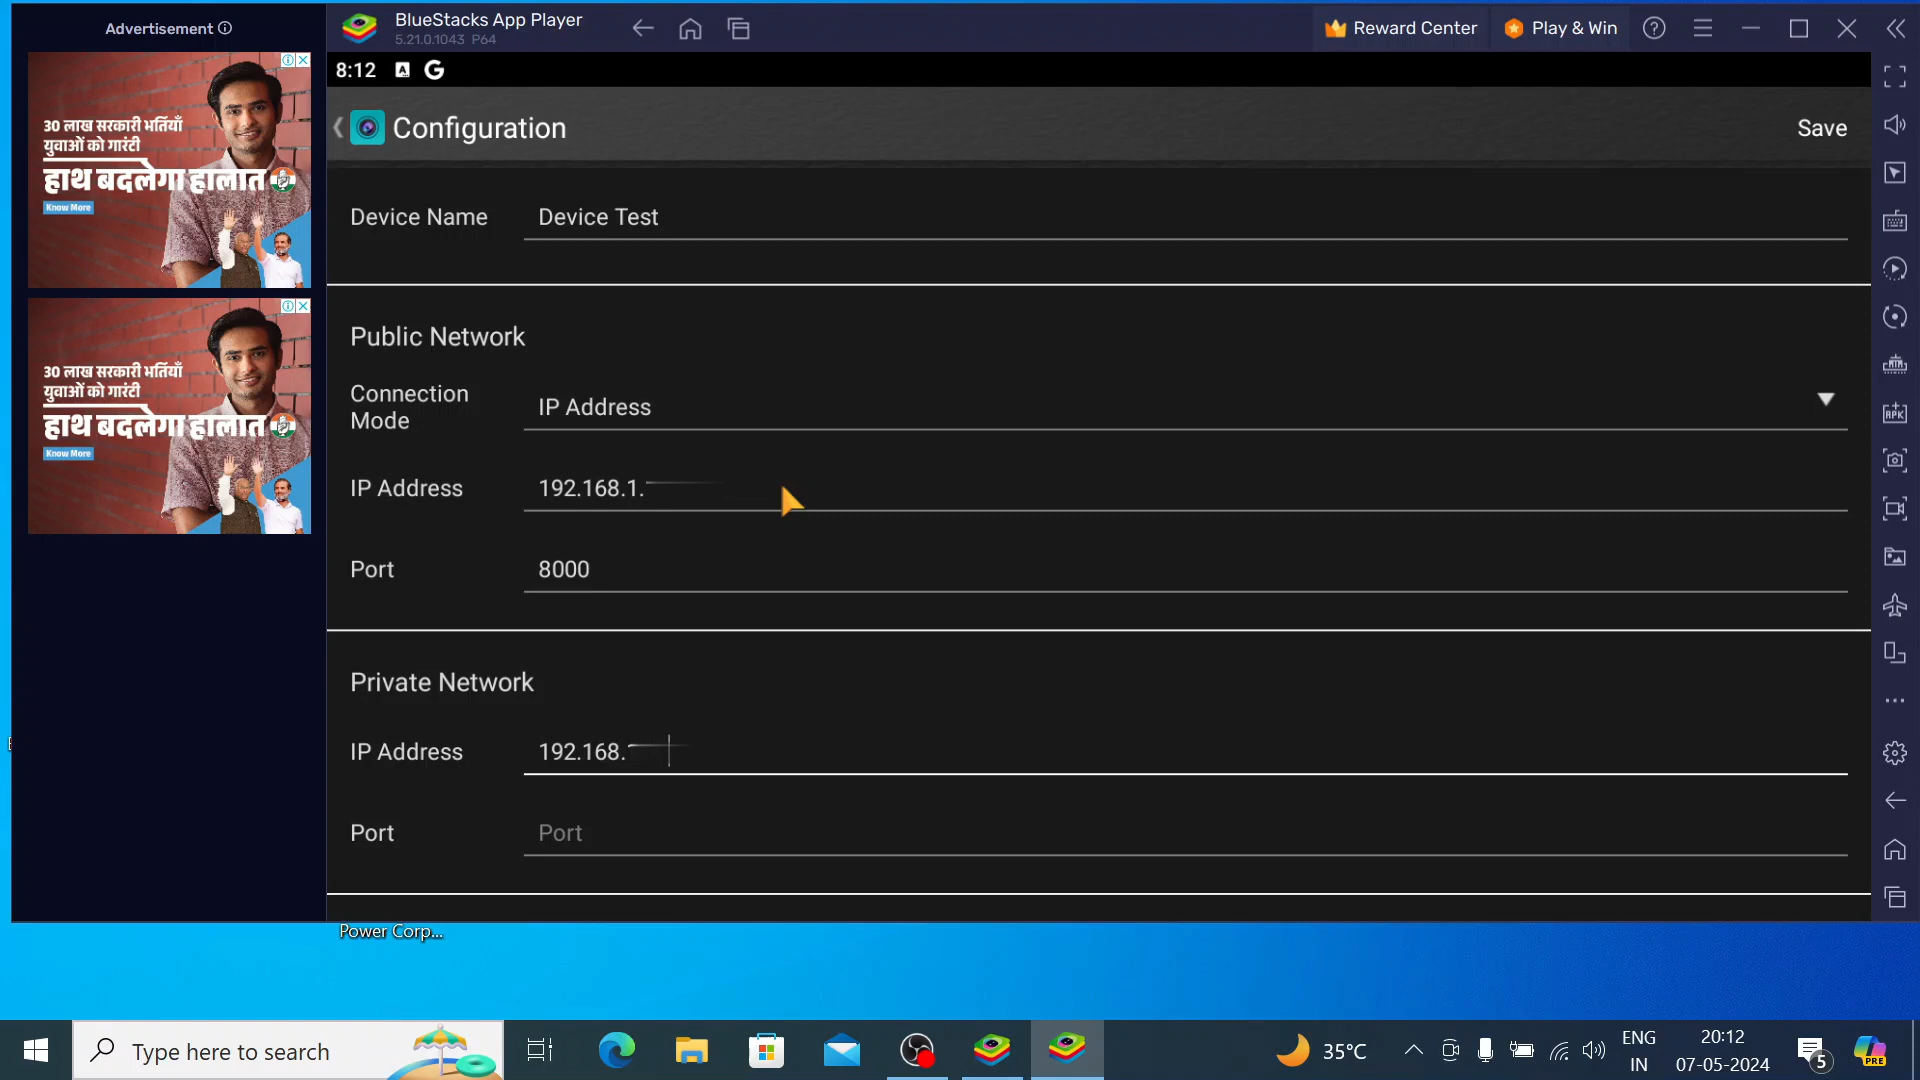 Advertisement
30 लाख सरकारी भर्तियाँ
युवाओं को गारंटी
हाथ बदलेगा हालात
Know More
30 लाख सरकारी भर्तियाँ
युवाओं को गारंटी
हाथ बदलेगा हालात
Know More
BlueStacks App Player
5.21.0.1043 P64
Reward Center
Play & Win
8:12
Configuration
Save
Device Name
Device Test
Public Network
Connection
Mode
IP Address
IP Address
192.168.1.
Port
8000
Private Network
IP Address
192.168.
Port
Port
Power Corp...
Type here to search
35°C
ENG
IN
20:12
07-05-2024
5
PRE